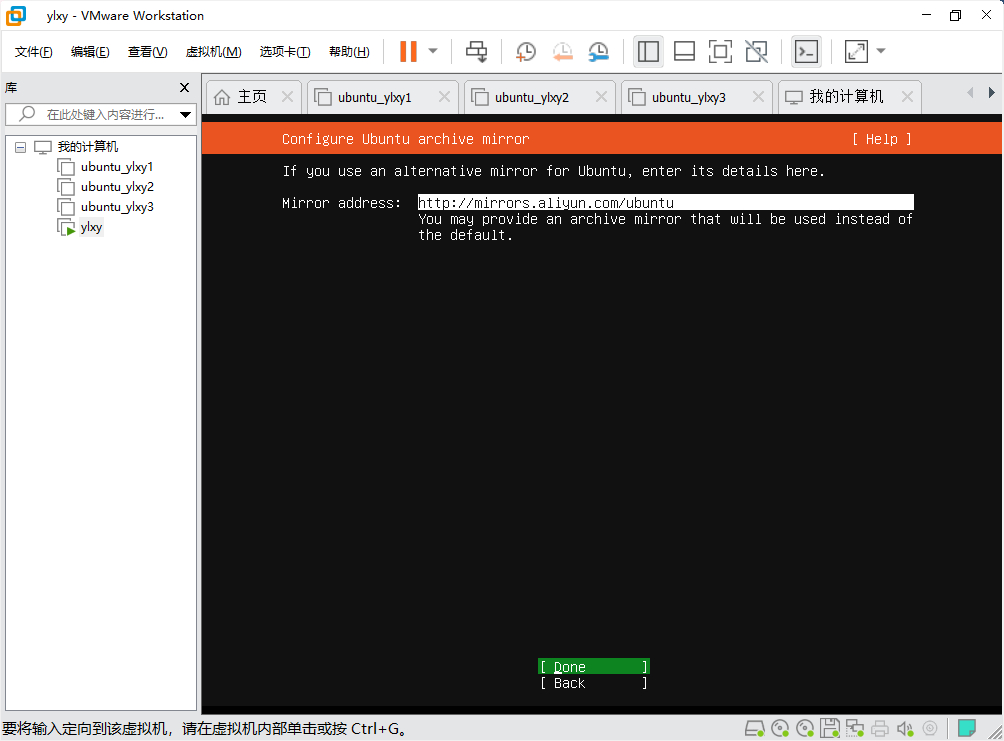 ylxy - VMware Workstation
文件(F) 编辑(E) 查看(V) 虚拟机(M) 选项卡(T) 帮助(H)
库
在此处键入内容进行...
主页 ubuntu_ylxy1 ubuntu_ylxy2 ubuntu_ylxy3 我的计算机
我的计算机
ubuntu_ylxy1
ubuntu_ylxy2
ubuntu_ylxy3
ylxy
Configure Ubuntu archive mirror [ Help ]
If you use an alternative mirror for Ubuntu, enter its details here.
Mirror address: http://mirrors.aliyun.com/ubuntu
You may provide an archive mirror that will be used instead of
the default.
[ Done ]
[ Back ]
要将输入定向到该虚拟机，请在虚拟机内部单击或按 Ctrl+G。